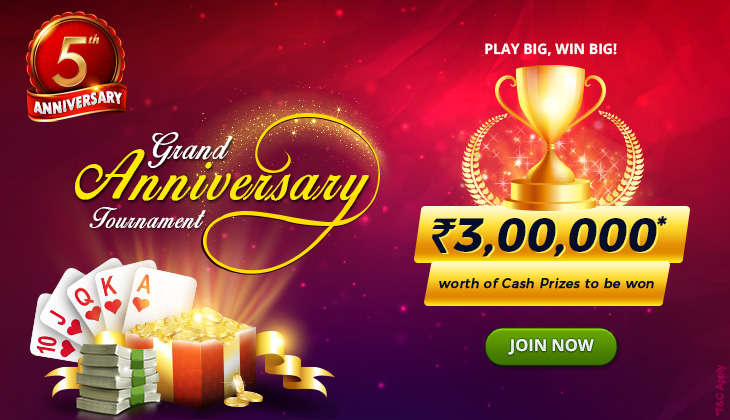 5th
ANNIVERSARY
PLAY BIG, WIN BIG!
Grand
Anniversary
Tournament
₹3,00,000*
worth of Cash Prizes to be won
JOIN NOW
10 J Q K A
*T&C Apply